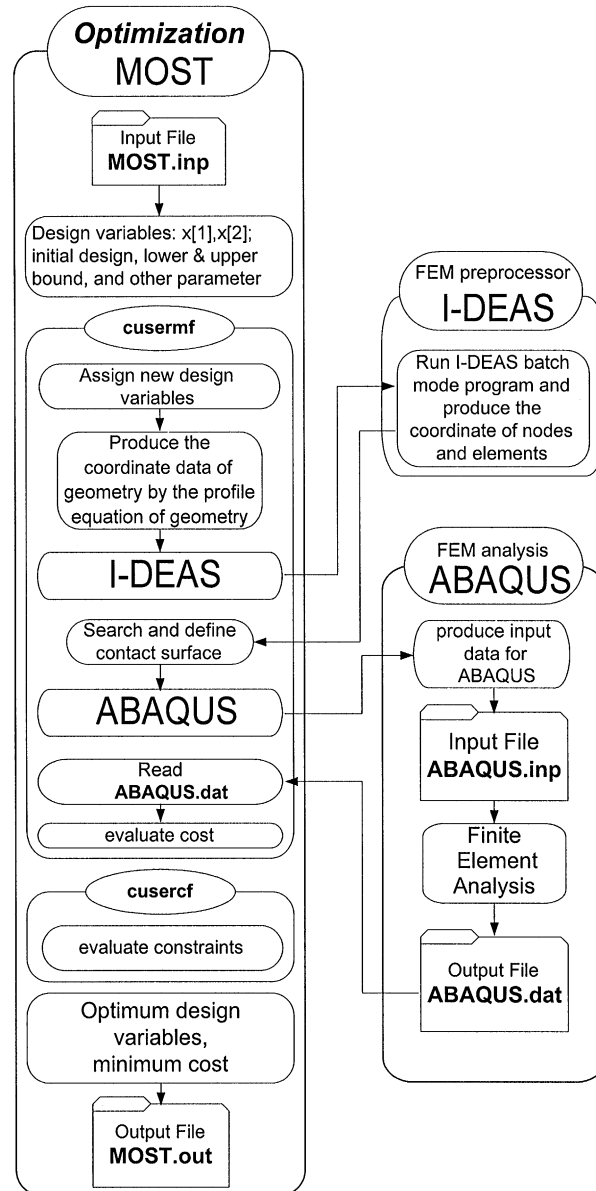 Optimization
MOST
Input File
MOST.inp
Design variables: x[1],x[2];
initial design, lower & upper
bound, and other parameter
cusermf
Assign new design
variables
Produce the
coordinate data of
geometry by the profile
equation of geometry
I-DEAS
Search and define
contact surface
ABAQUS
Read
ABAQUS.dat
evaluate cost
cusercf
evaluate constraints
Optimum design
variables,
minimum cost
Output File
MOST.out
FEM preprocessor
I-DEAS
Run I-DEAS batch
mode program and
produce the
coordinate of nodes
and elements
FEM analysis
ABAQUS
produce input
data for
ABAQUS
Input File
ABAQUS.inp
Finite
Element
Analysis
Output File
ABAQUS.dat